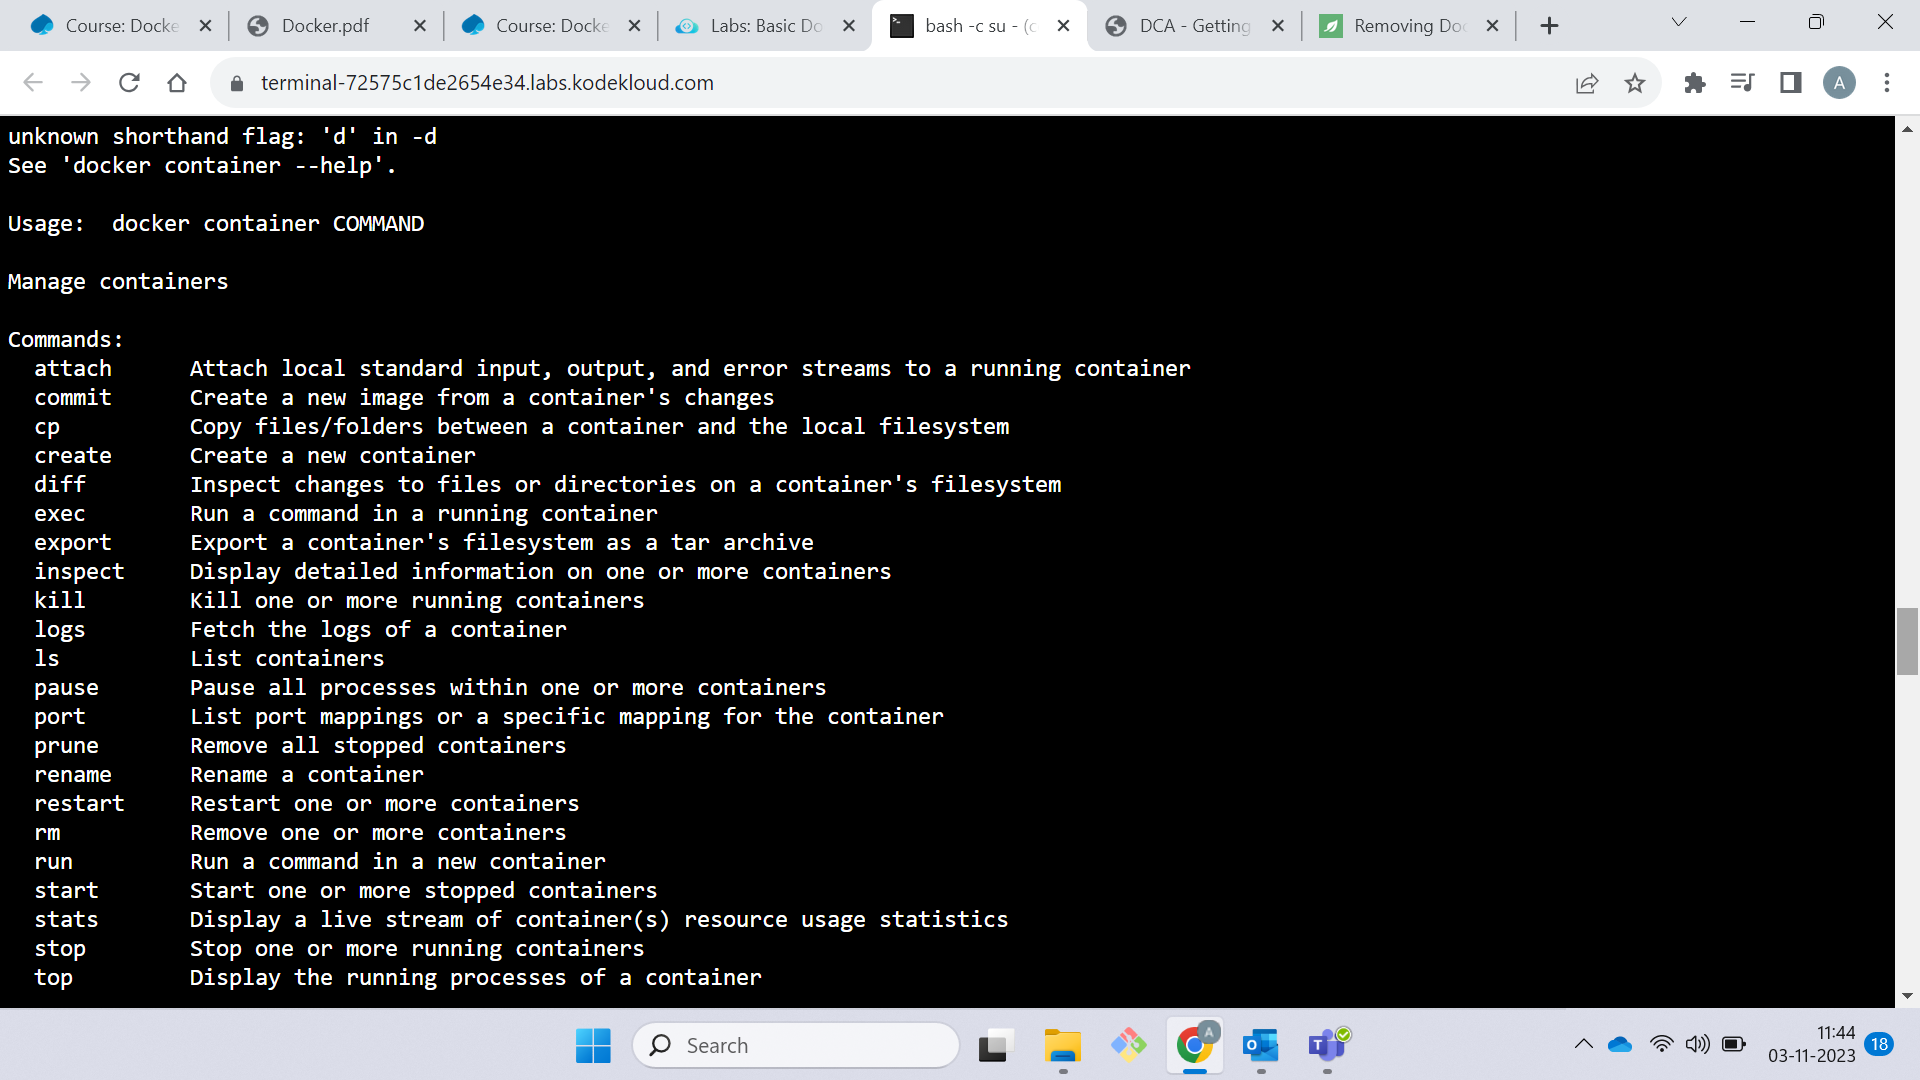 Course: Docke
Docker.pdf
Course: Docke
Labs: Basic Do
bash -c su - (c
DCA - Getting
Removing Doc
terminal-72575c1de2654e34.labs.kodekloud.com
A
unknown shorthand flag: 'd' in -d
See 'docker container --help'.
Usage:  docker container COMMAND
Manage containers
Commands:
  attach      Attach local standard input, output, and error streams to a running container
  commit      Create a new image from a container's changes
  cp          Copy files/folders between a container and the local filesystem
  create      Create a new container
  diff        Inspect changes to files or directories on a container's filesystem
  exec        Run a command in a running container
  export      Export a container's filesystem as a tar archive
  inspect     Display detailed information on one or more containers
  kill        Kill one or more running containers
  logs        Fetch the logs of a container
  ls          List containers
  pause       Pause all processes within one or more containers
  port        List port mappings or a specific mapping for the container
  prune       Remove all stopped containers
  rename      Rename a container
  restart     Restart one or more containers
  rm          Remove one or more containers
  run         Run a command in a new container
  start       Start one or more stopped containers
  stats       Display a live stream of container(s) resource usage statistics
  stop        Stop one or more running containers
  top         Display the running processes of a container
Search
A
O
T
11:44
03-11-2023
18